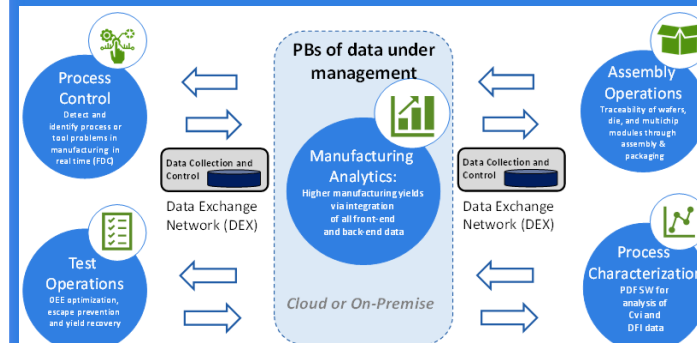 PBs of data under
management
Process
Control
Detect and
identify process or
tool problems in
manufacturing in
real time (FDC)
Assembly
Operations
Traceability of wafers,
die, and multichip
modules through
assembly &
packaging
Data Collection and
Control
Data Exchange
Network (DEX)
Manufacturing
Analytics:
Higher manufacturing yields
via integration
of all front-end
and back-end data
Data Collection and
Control
Data Exchange
Network (DEX)
Test
Operations
OEE optimization,
escape prevention
and yield recovery
Cloud or On-Premise
Process
Characterization
PDF SW for
analysis of
Cvi and
DFI data